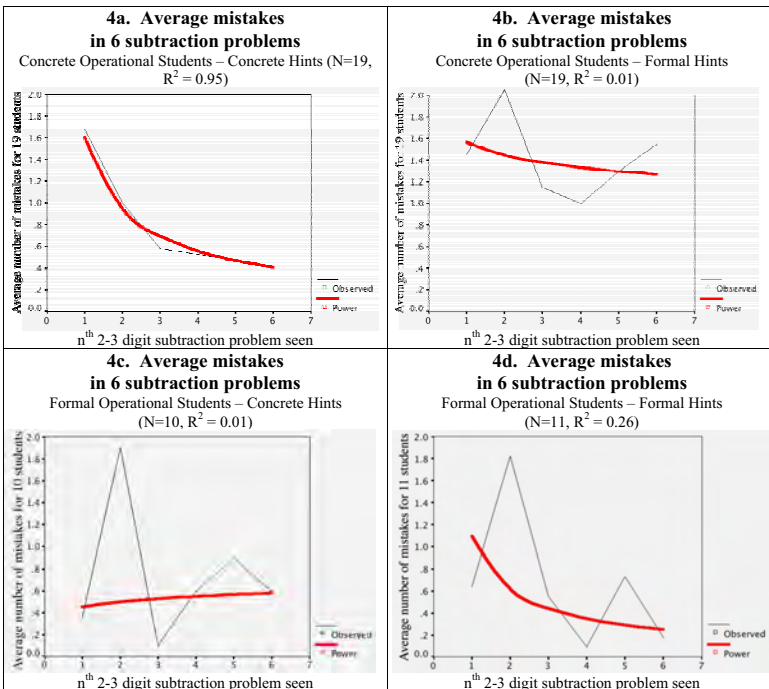 4a. Average mistakes
in 6 subtraction problems
Concrete Operational Students – Concrete Hints (N=19,
R² = 0.95)
Average number of mistakes for 19 students
2.0
1.8
1.6
1.4
1.2
1.0
.8
.6
.4
.2
0.0
0 1 2 3 4 5 6 7
Observed
Power
nᵗʰ 2-3 digit subtraction problem seen
4b. Average mistakes
in 6 subtraction problems
Concrete Operational Students – Formal Hints
(N=19, R² = 0.01)
Average number of mistakes for 19 students
2.0
1.8
1.6
1.4
1.2
1.0
.8
.6
.4
.2
0.0
0 1 2 3 4 5 6 7
Observed
Power
nᵗʰ 2-3 digit subtraction problem seen
4c. Average mistakes
in 6 subtraction problems
Formal Operational Students – Concrete Hints
(N=10, R² = 0.01)
Average number of mistakes for 10 students
2.0
1.8
1.6
1.4
1.2
1.0
.8
.6
.4
.2
0.0
0 1 2 3 4 5 6 7
Observed
Power
nᵗʰ 2-3 digit subtraction problem seen
4d. Average mistakes
in 6 subtraction problems
Formal Operational Students – Formal Hints
(N=11, R² = 0.26)
Average number of mistakes for 11 students
2.0
1.8
1.6
1.4
1.2
1.0
.8
.6
.4
.2
0.0
0 1 2 3 4 5 6 7
Observed
Power
nᵗʰ 2-3 digit subtraction problem seen